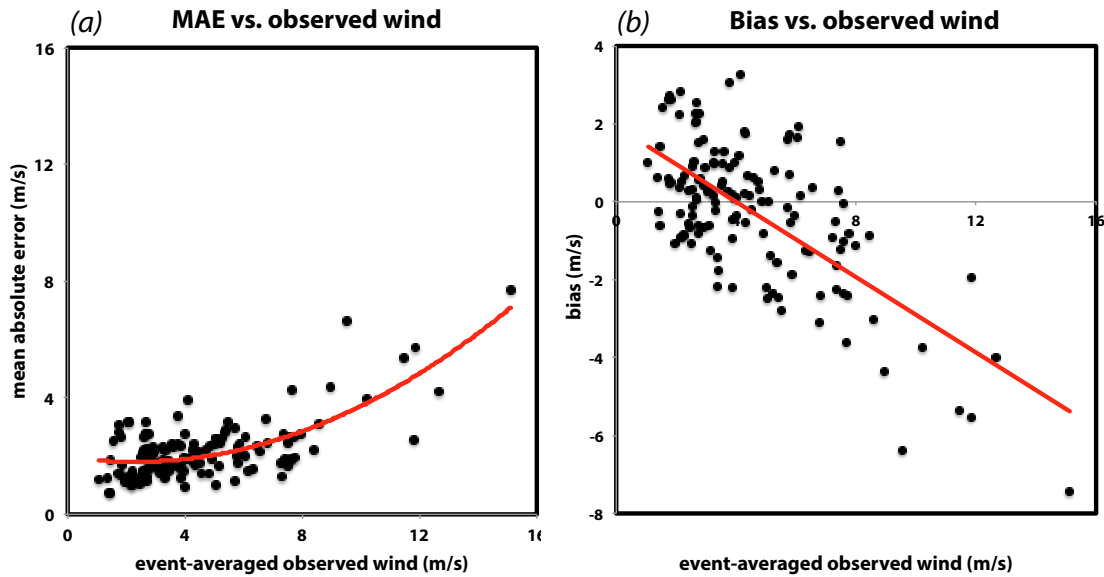 (a) MAE vs. observed wind
16
12
8
4
0
0 4 8 12 16
mean absolute error (m/s)
event-averaged observed wind (m/s)
(b) Bias vs. observed wind
4
2
0
-2
-4
-6
-8
0 4 8 12 16
bias (m/s)
event-averaged observed wind (m/s)